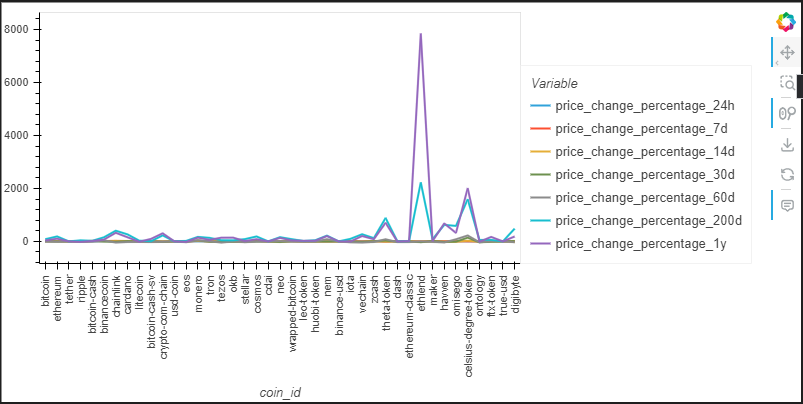 8000
6000
4000
2000
0
Variable
price_change_percentage_24h
price_change_percentage_7d
price_change_percentage_14d
price_change_percentage_30d
price_change_percentage_60d
price_change_percentage_200d
price_change_percentage_1y
bitcoin
ethereum
tether
ripple
bitcoin-cash
binancecoin
chainlink
cardano
litecoin
bitcoin-cash-sv
crypto-com-chain
usd-coin
eos
monero
tron
tezos
okb
stellar
cosmos
cdai
neo
wrapped-bitcoin
leo-token
huobi-token
nem
binance-usd
iota
vechain
zcash
theta-token
dash
ethereum-classic
ethlend
maker
havven
omisego
celsius-degree-token
ontology
ftx-token
true-usd
digibyte
coin_id